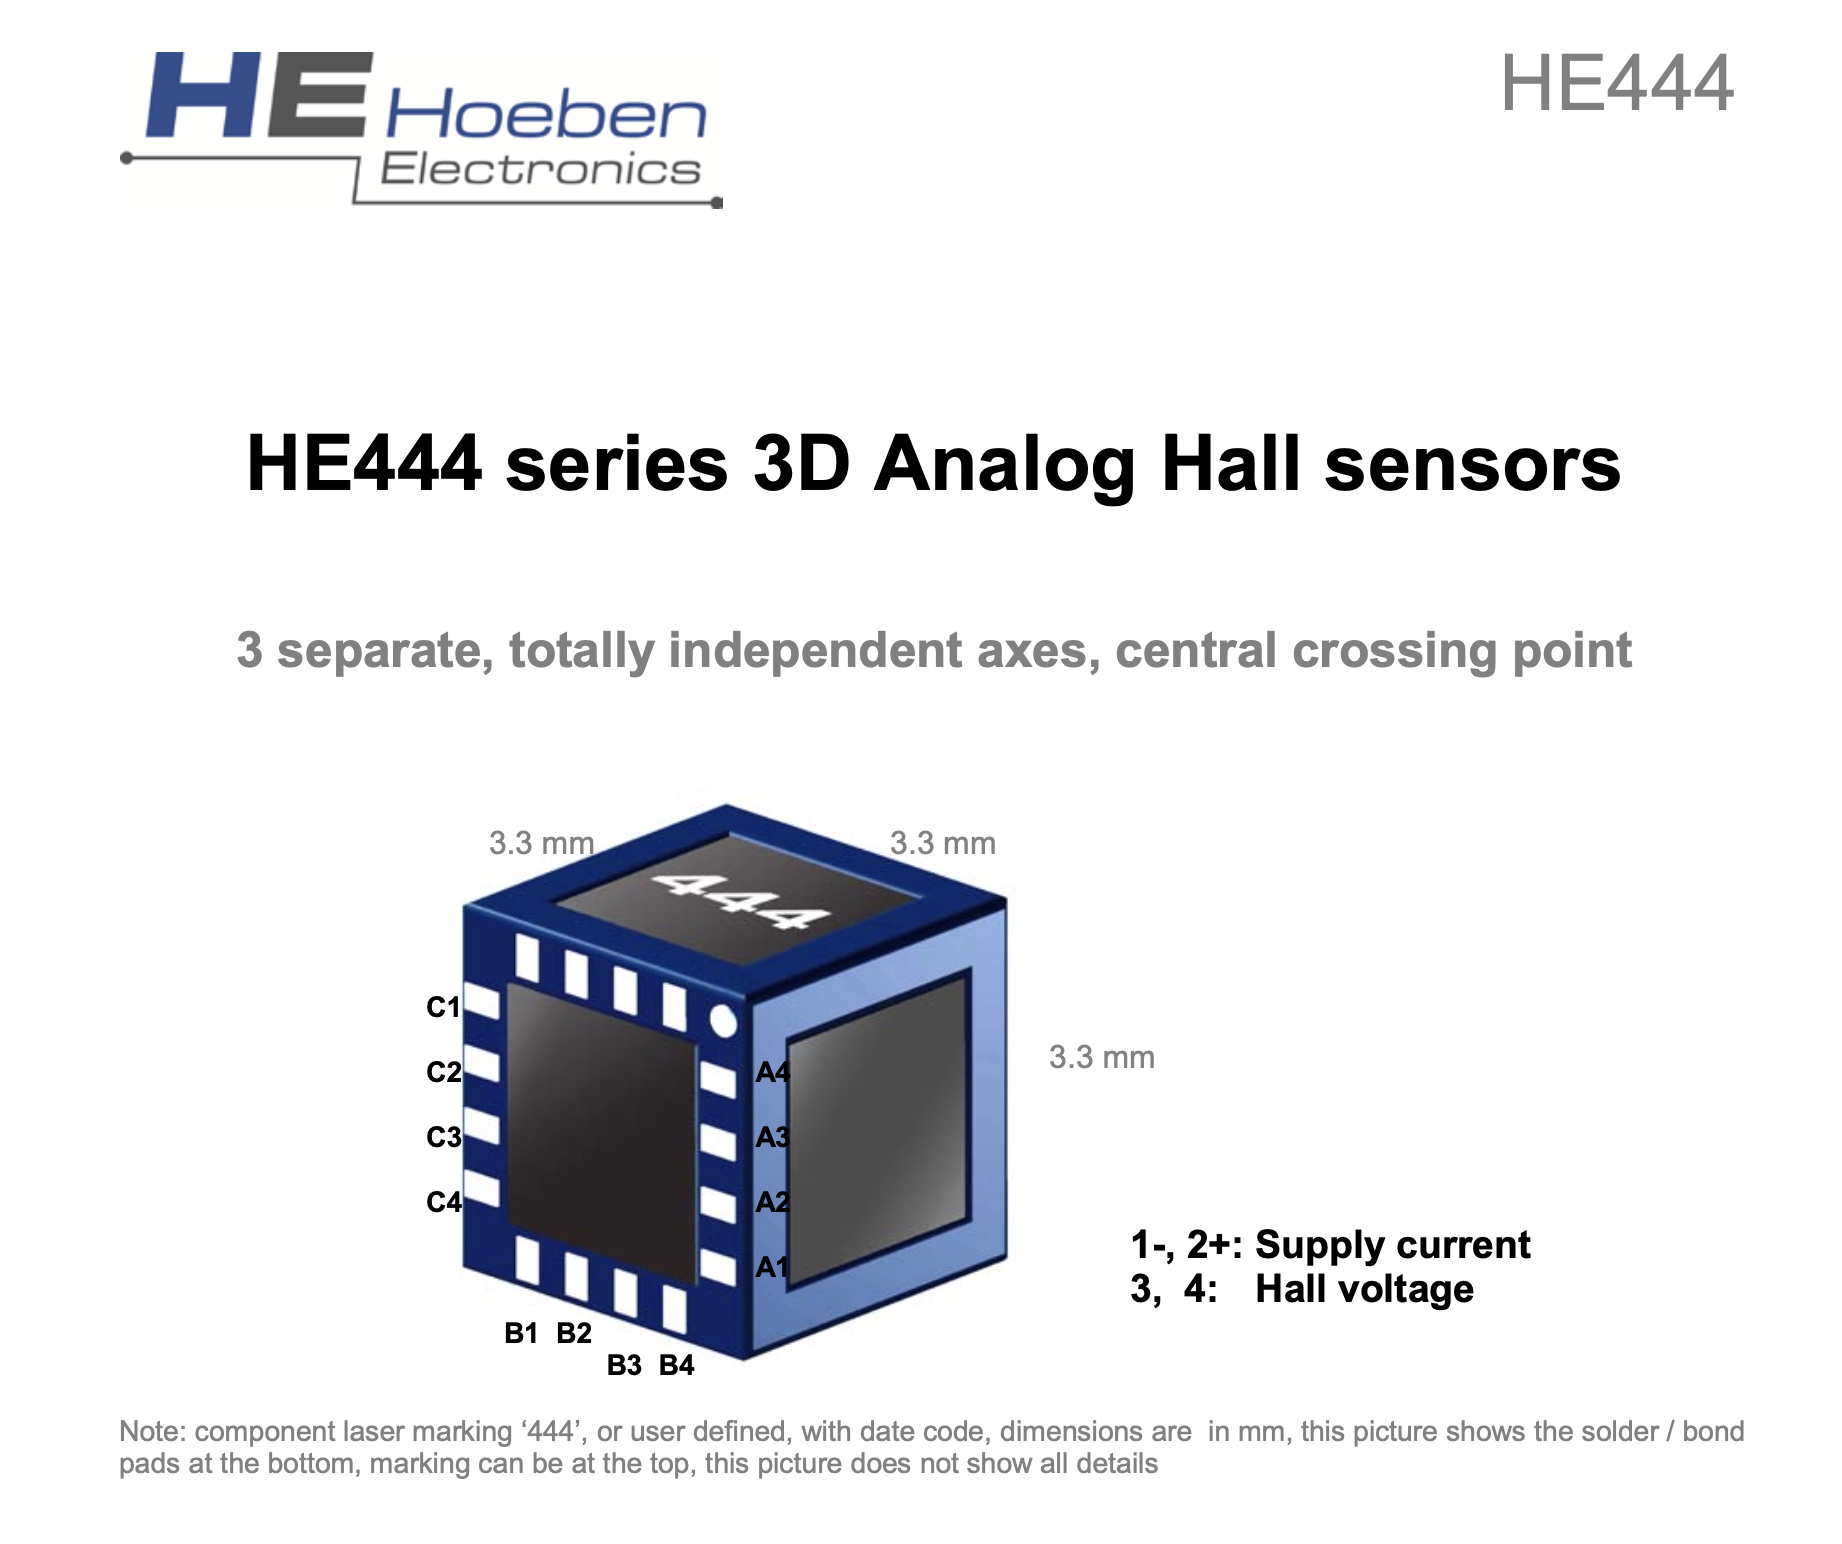 HE Hoeben
Electronics
HE444
HE444 series 3D Analog Hall sensors
3 separate, totally independent axes, central crossing point
3.3 mm
3.3 mm
444
C1
C2
C3
C4
A4
A3
A2
A1
3.3 mm
B1 B2
B3 B4
1-, 2+: Supply current
3, 4: Hall voltage
Note: component laser marking ‘444’, or user defined, with date code, dimensions are in mm, this picture shows the solder / bond
pads at the bottom, marking can be at the top, this picture does not show all details